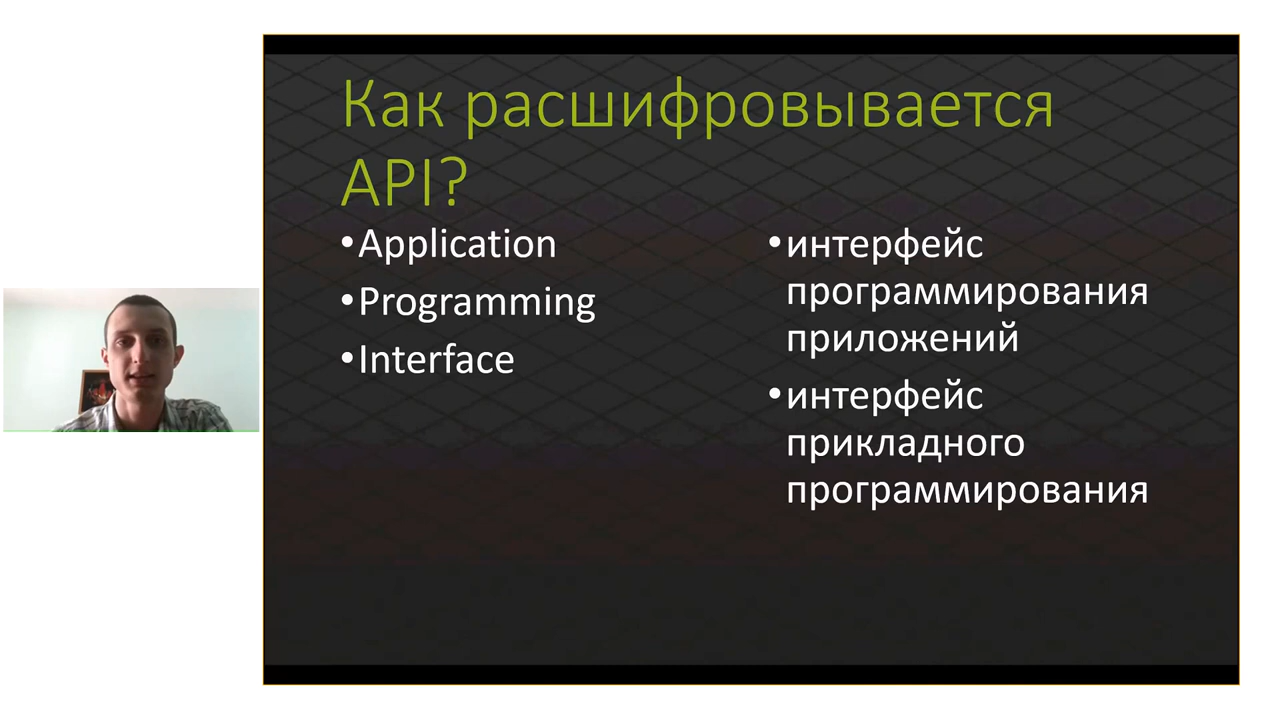 Как расшифровывается
API?
•Application
•Programming
•Interface
•интерфейс
программирования
приложений
•интерфейс
прикладного
программирования